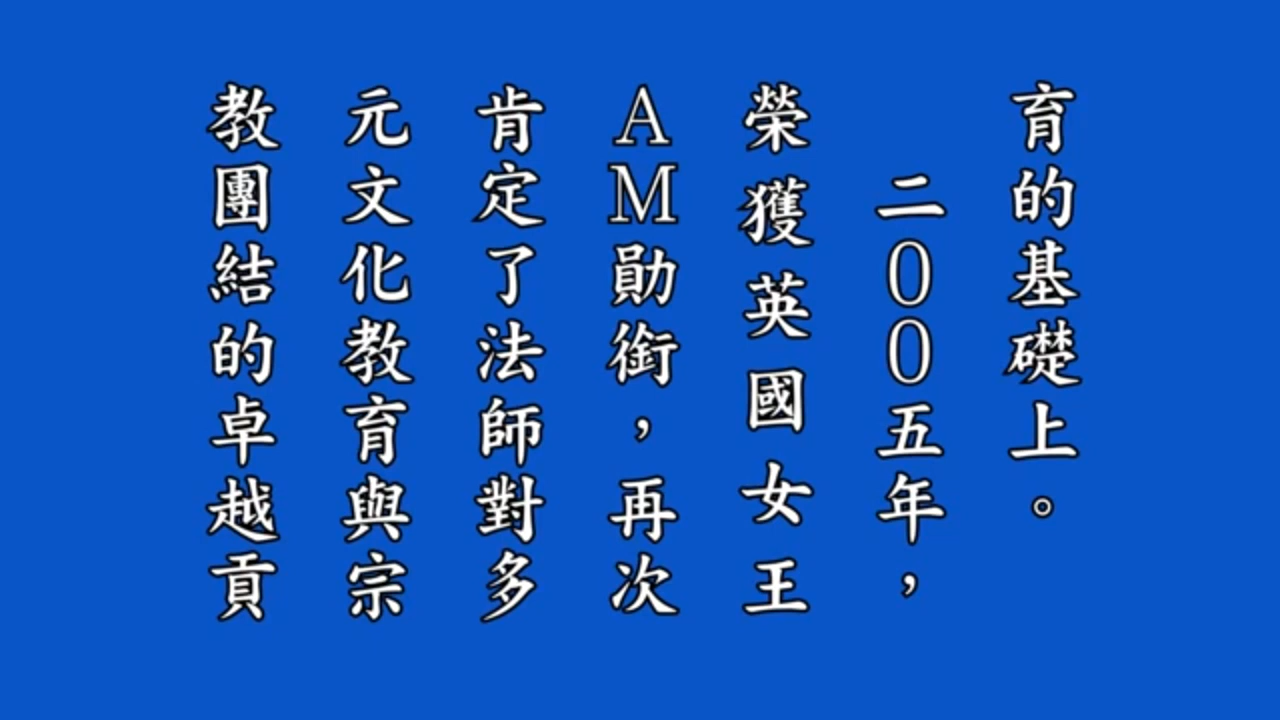 育的基礎上。
二００五年，
榮獲英國女王
AM勛銜，再次
肯定了法師對多
元文化教育與宗
教團結的卓越貢